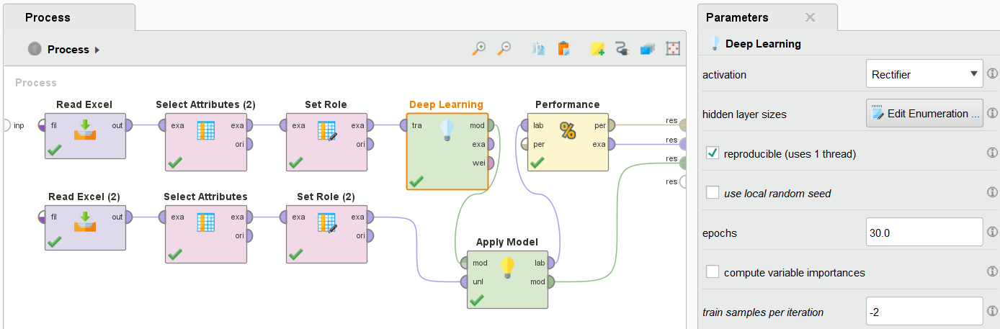 Process
Process
Process
inp
Read Excel
fil
out
Select Attributes (2)
exa
exa
ori
Set Role
exa
exa
ori
Deep Learning
tra
mod
exa
wei
Performance
lab
per
per
exa
%
res
res
res
res
Read Excel (2)
fil
out
Select Attributes
exa
exa
ori
Set Role (2)
exa
exa
ori
Apply Model
mod
lab
unl
mod
Parameters
Deep Learning
activation
Rectifier
hidden layer sizes
Edit Enumeration ...
reproducible (uses 1 thread)
use local random seed
epochs
30.0
compute variable importances
train samples per iteration
-2